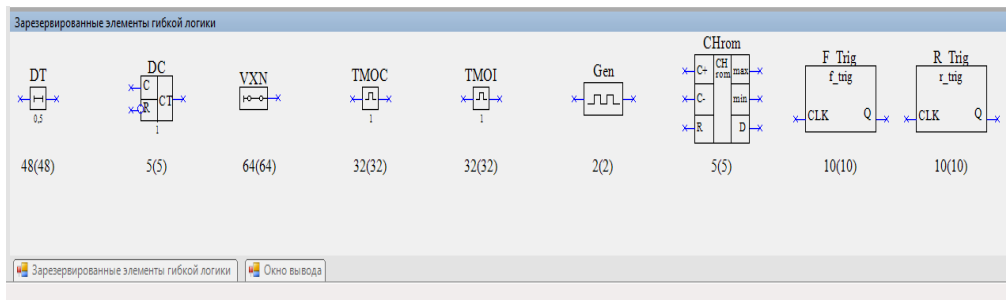 Зарезервированные элементы гибкой логики
DT DC VXN TMOC TMOI Gen CHrom F_Trig R_Trig
0,5
C
R
CT
1
1
1
C+
C-
R
CH
rom
max
min
D
f_trig
CLK Q
r_trig
CLK Q
48(48) 5(5) 64(64) 32(32) 32(32) 2(2) 5(5) 10(10) 10(10)
Зарезервированные элементы гибкой логики Окно вывода